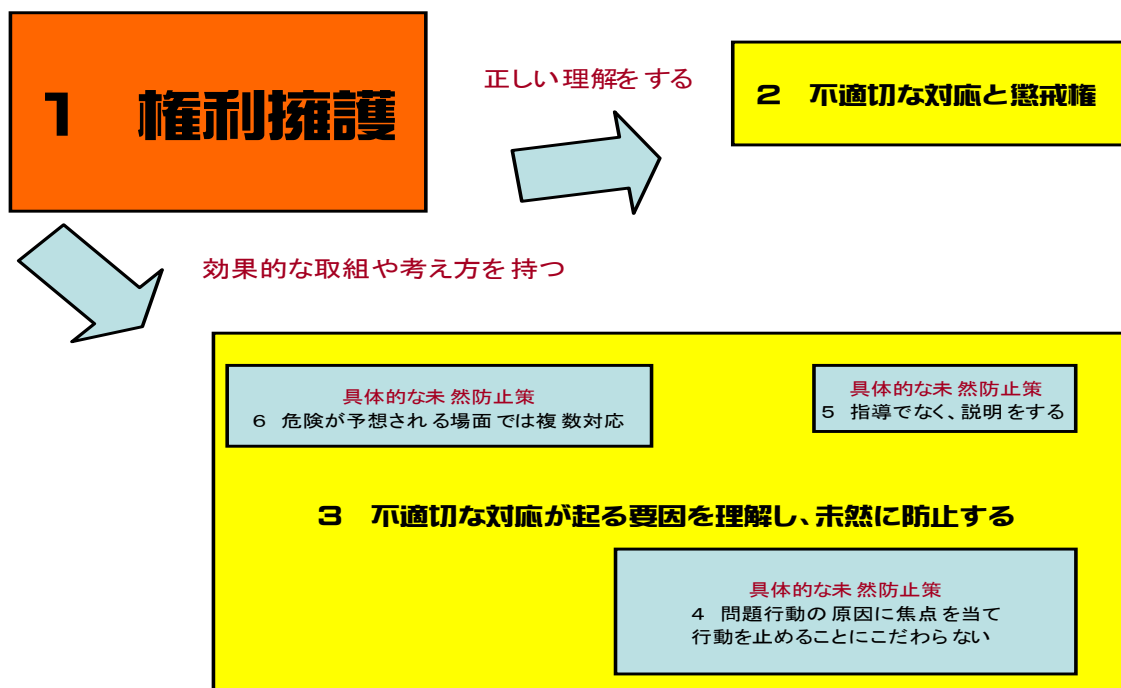 1 権利擁護
正しい理解をする
2 不適切な対応と懲戒権
効果的な取組や考え方を持つ
具体的な未然防止策
6 危険が予想される場面では複数対応
具体的な未然防止策
5 指導でなく、説明をする
3 不適切な対応が起る要因を理解し、未然に防止する
具体的な未然防止策
4 問題行動の原因に焦点を当て
行動を止めることにこだわらない